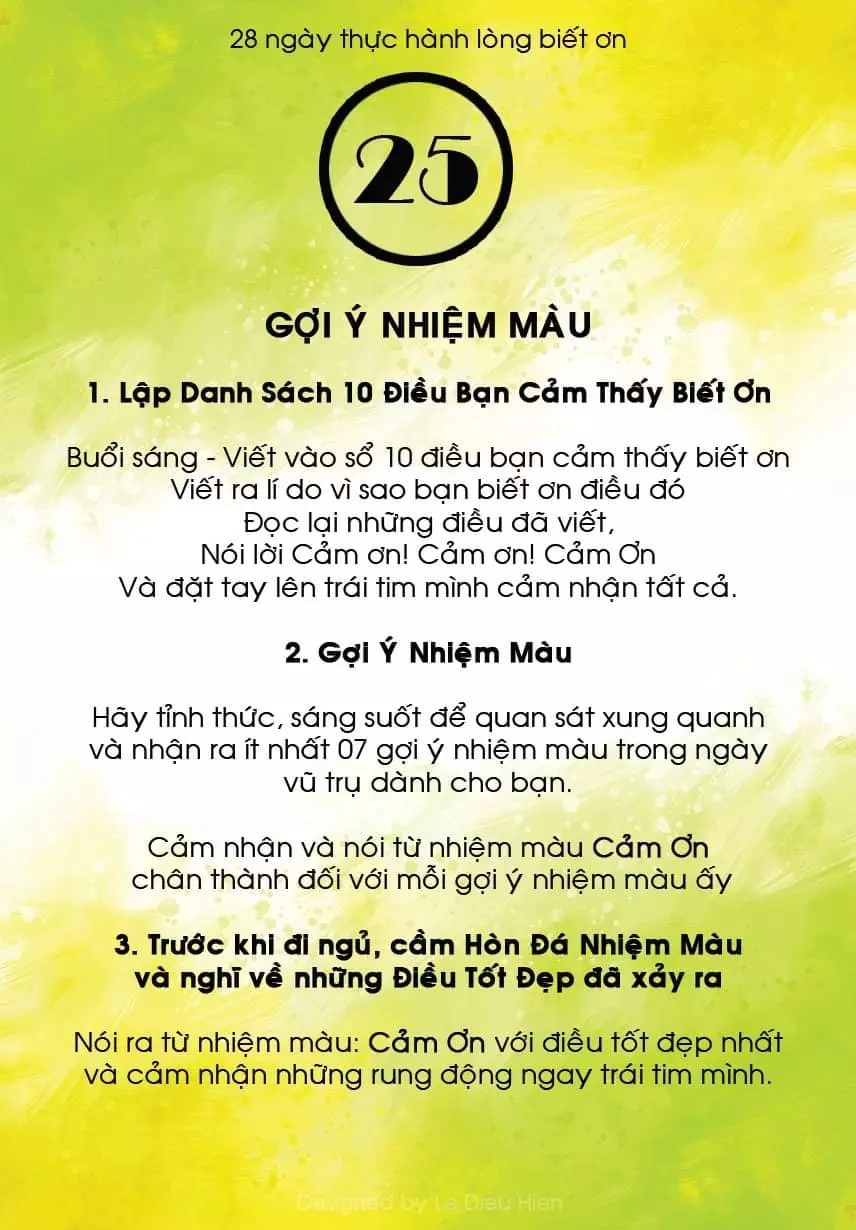 28 ngày thực hành lòng biết ơn
25
GỢI Ý NHIỆM MÀU
1. Lập Danh Sách 10 Điều Bạn Cảm Thấy Biết Ơn
Buổi sáng - Viết vào sổ 10 điều bạn cảm thấy biết ơn
Viết ra lí do vì sao bạn biết ơn điều đó
Đọc lại những điều đã viết,
Nói lời Cảm ơn! Cảm ơn! Cảm Ơn
Và đặt tay lên trái tim mình cảm nhận tất cả.
2. Gợi Ý Nhiệm Màu
Hãy tỉnh thức, sáng suốt để quan sát xung quanh
và nhận ra ít nhất 07 gợi ý nhiệm màu trong ngày
vũ trụ dành cho bạn.
Cảm nhận và nói từ nhiệm màu Cảm Ơn
chân thành đối với mỗi gợi ý nhiệm màu ấy
3. Trước khi đi ngủ, cầm Hòn Đá Nhiệm Màu
và nghĩ về những Điều Tốt Đẹp đã xảy ra
Nói ra từ nhiệm màu: Cảm Ơn với điều tốt đẹp nhất
và cảm nhận những rung động ngay trái tim mình.
Designed by Le Dieu Hien